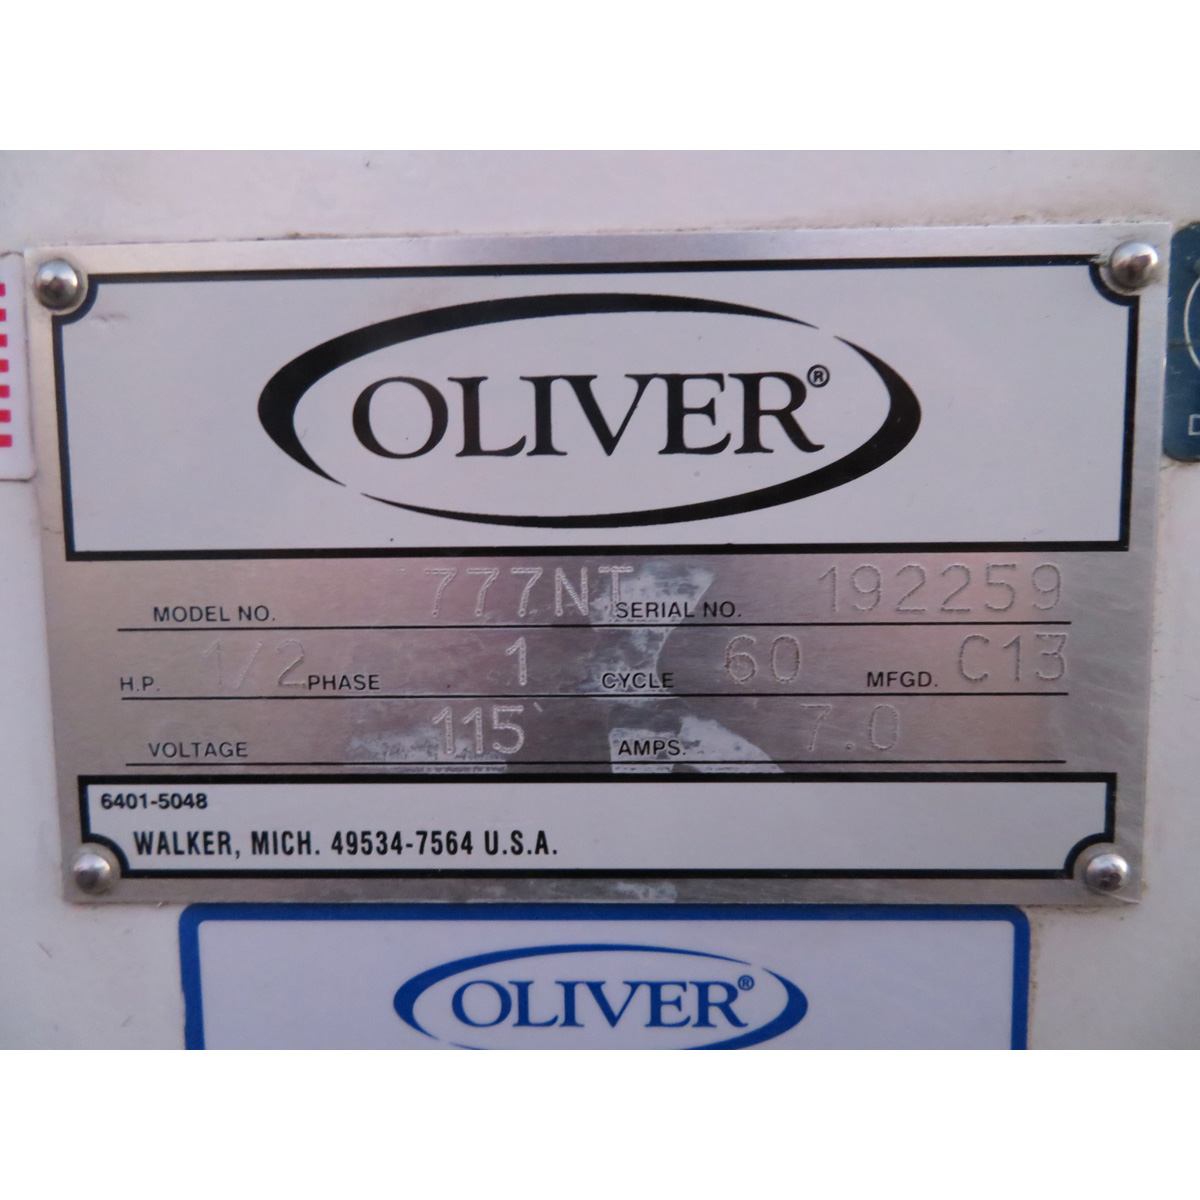 OLIVER®
MODEL NO. 777NT SERIAL NO. 192259
H.P. 1/2 PHASE 1 CYCLE 60 MFGD. C13
VOLTAGE 115 AMPS. 7.0
6401-5048
WALKER, MICH. 49534-7564 U.S.A.
OLIVER®